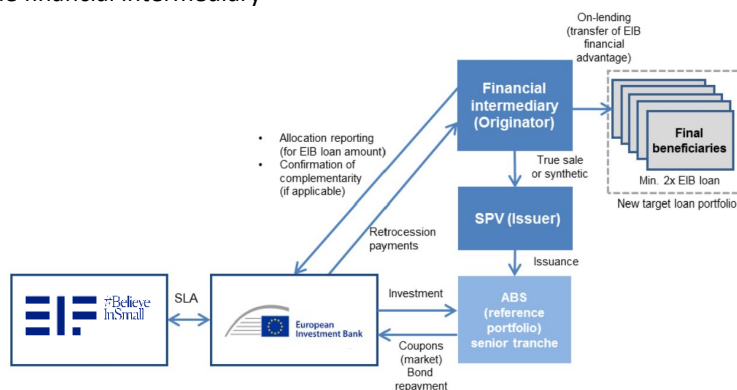 On-lending
(transfer of EIB
financial
advantage)
Financial
intermediary
(Originator)
Final
beneficiaries
Min. 2x EIB loan
New target loan portfolio
• Allocation reporting
(for EIB loan amount)
• Confirmation of
complementarity
(if applicable)
True sale
or synthetic
SPV (Issuer)
Retrocession
payments
Issuance
EIF
#Believe
InSmall
SLA
European
Investment Bank
Investment
ABS
(reference
portfolio)
senior tranche
Coupons
(market)
Bond
repayment